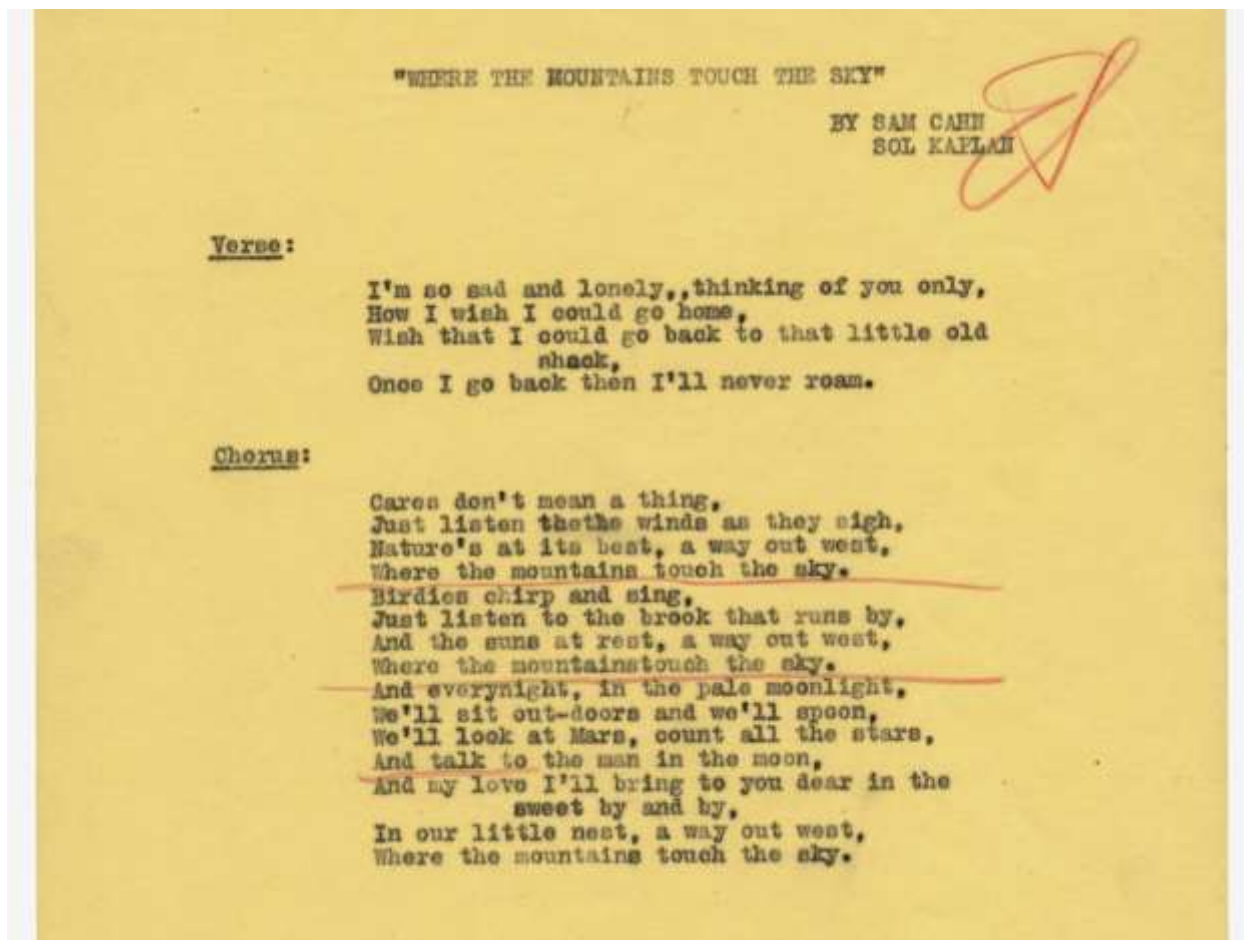 "WHERE THE MOUNTAINS TOUCH THE SKY"
BY SAM CAHN
SOL KAPLAN
Verse:
I'm so sad and lonely,,thinking of you only,
How I wish I could go home,
Wish that I could go back to that little old
shack,
Once I go back then I'll never roam.
Chorus:
Cares don't mean a thing,
Just listen thethe winds as they sigh,
Nature's at its best, a way out west,
Where the mountains touch the sky.
Birdies chirp and sing,
Just listen to the brook that runs by,
And the suns at rest, a way out west,
Where the mountainstouch the sky.
And everynight, in the pale moonlight,
We'll sit out-doors and we'll spoon,
We'll look at Mars, count all the stars,
And talk to the man in the moon,
And my love I'll bring to you dear in the
sweet by and by,
In our little nest, a way out west,
Where the mountains touch the sky.